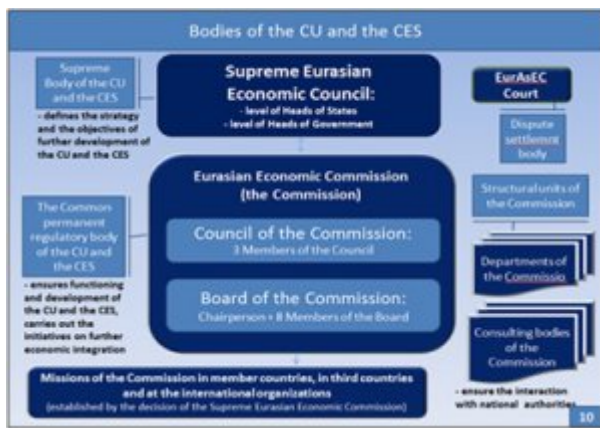 Bodies of the CU and the CES
Supreme
Body of the CU
and the CES
- defines the strategy
and the objectives of
further development of
the CU and the CES
Supreme Eurasian
Economic Council:
- level of Heads of States
- level of Heads of Government
EurAsEC
Court
Dispute
settlemnt
body
The Common
permanent
regulatory body
of the CU and
the CES
- ensures functioning
and development of
the CU and the CES,
carries out the
initiatives on further
economic integration
Eurasian Economic Commission
(the Commission)
Council of the Commission:
3 Members of the Council
Board of the Commission:
Chairperson + 8 Members of the Board
Structural units of
the Commission
Departments of
the Commissio
Consulting bodies
of the
Commission
- ensure the interaction
with national authorities
Missions of the Commission in member countries, in third countries
and at the international organizations
(established by the decision of the Supreme Eurasian Economic Commission)
10